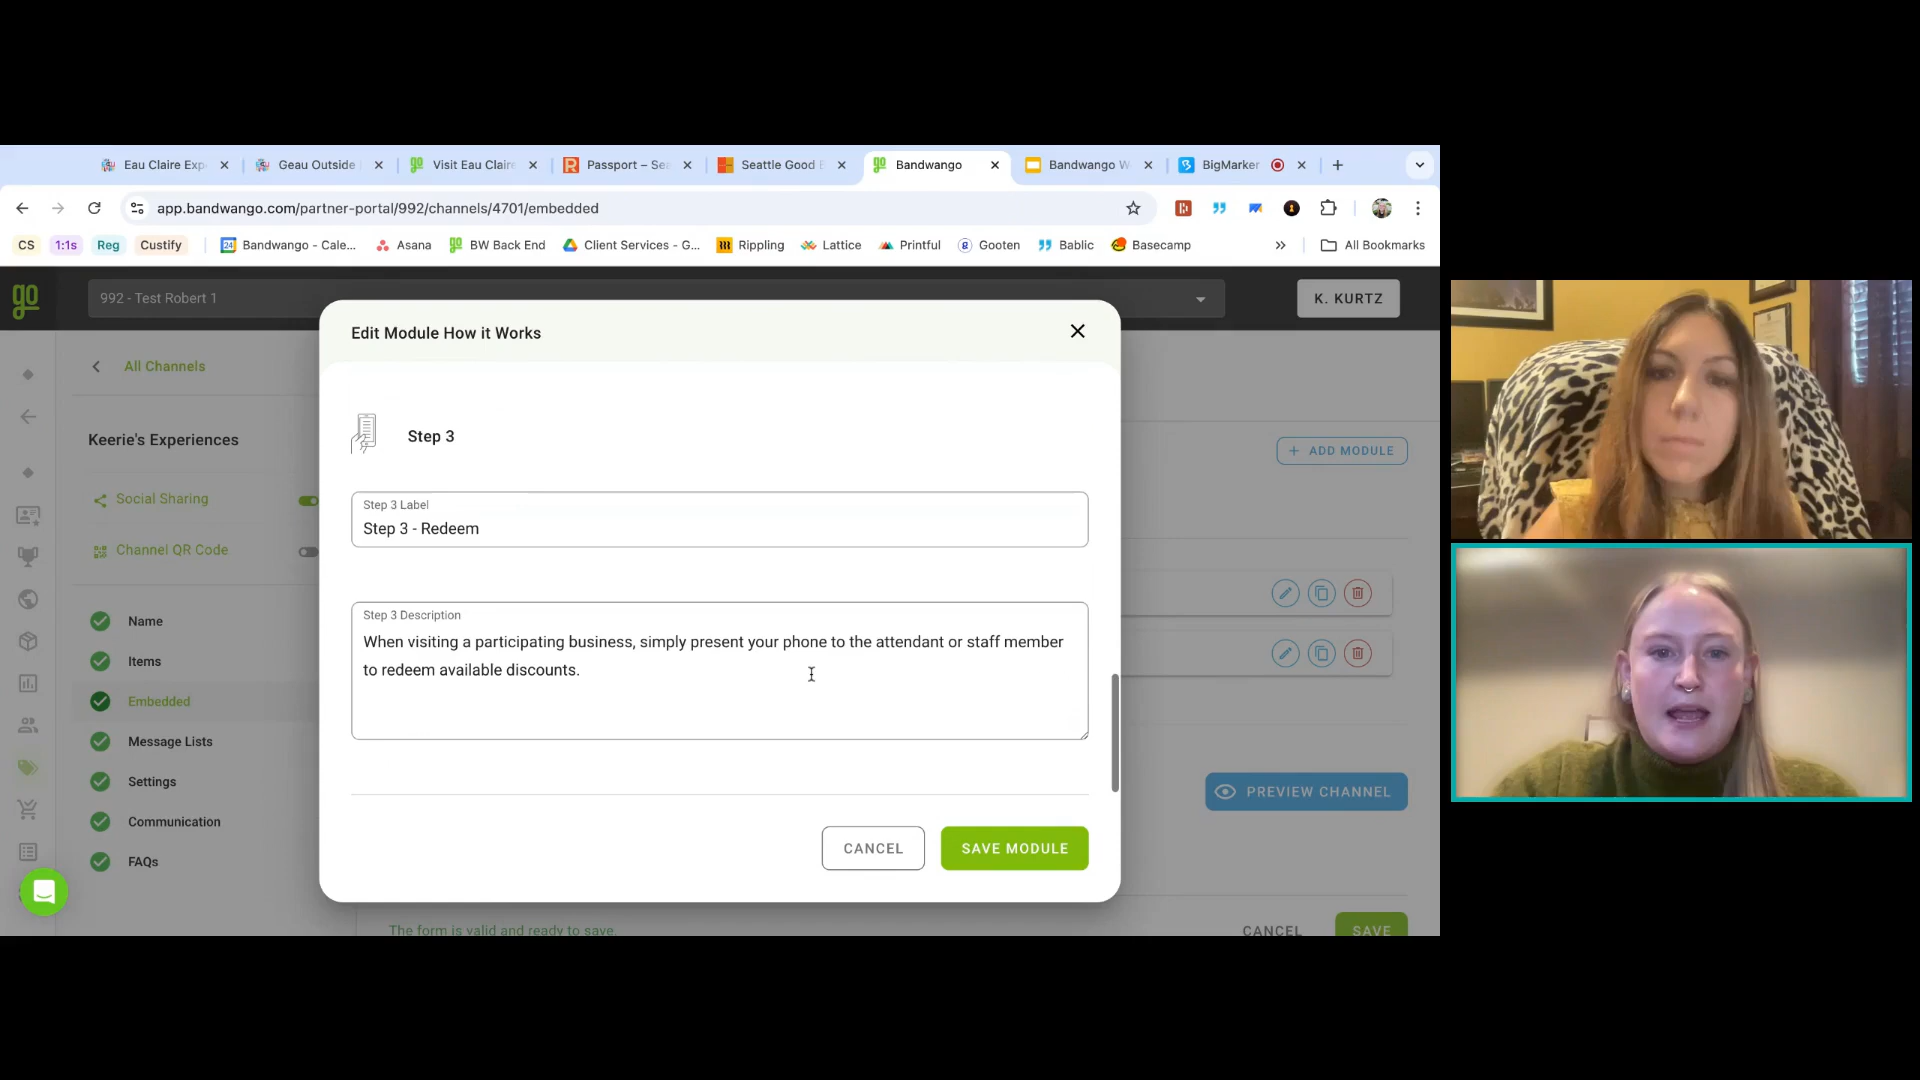 Eau Claire Exp
Geau Outside
Visit Eau Claire
Passport – Sea
Seattle Good B
Bandwango
Bandwango W
BigMarker
app.bandwango.com/partner-portal/992/channels/4701/embedded
CS
1:1s
Reg
Custify
Bandwango - Cale...
Asana
BW Back End
Client Services - G...
Rippling
Lattice
Printful
Gooten
Bablic
Basecamp
All Bookmarks
go
992 - Test Robert 1
K. KURTZ
All Channels
Keerie's Experiences
Social Sharing
Channel QR Code
Name
Items
Embedded
Message Lists
Settings
Communication
FAQs
Edit Module How it Works
Step 3
Step 3 Label
Step 3 - Redeem
Step 3 Description
When visiting a participating business, simply present your phone to the attendant or staff member
to redeem available discounts.
CANCEL
SAVE MODULE
ADD MODULE
PREVIEW CHANNEL
The form is valid and ready to save.
CANCEL
SAVE